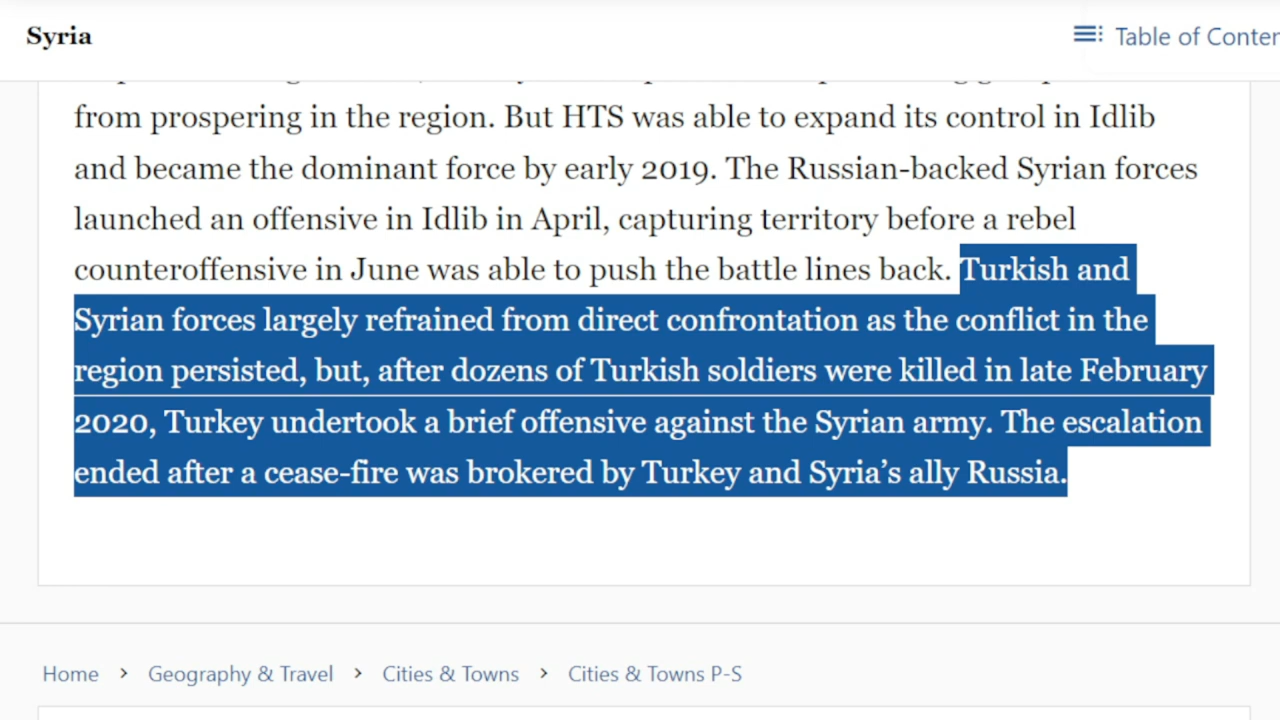 Syria
Table of Conten
from prospering in the region. But HTS was able to expand its control in Idlib
and became the dominant force by early 2019. The Russian-backed Syrian forces
launched an offensive in Idlib in April, capturing territory before a rebel
counteroffensive in June was able to push the battle lines back. Turkish and
Syrian forces largely refrained from direct confrontation as the conflict in the
region persisted, but, after dozens of Turkish soldiers were killed in late February
2020, Turkey undertook a brief offensive against the Syrian army. The escalation
ended after a cease-fire was brokered by Turkey and Syria’s ally Russia.
Home > Geography & Travel > Cities & Towns > Cities & Towns P-S